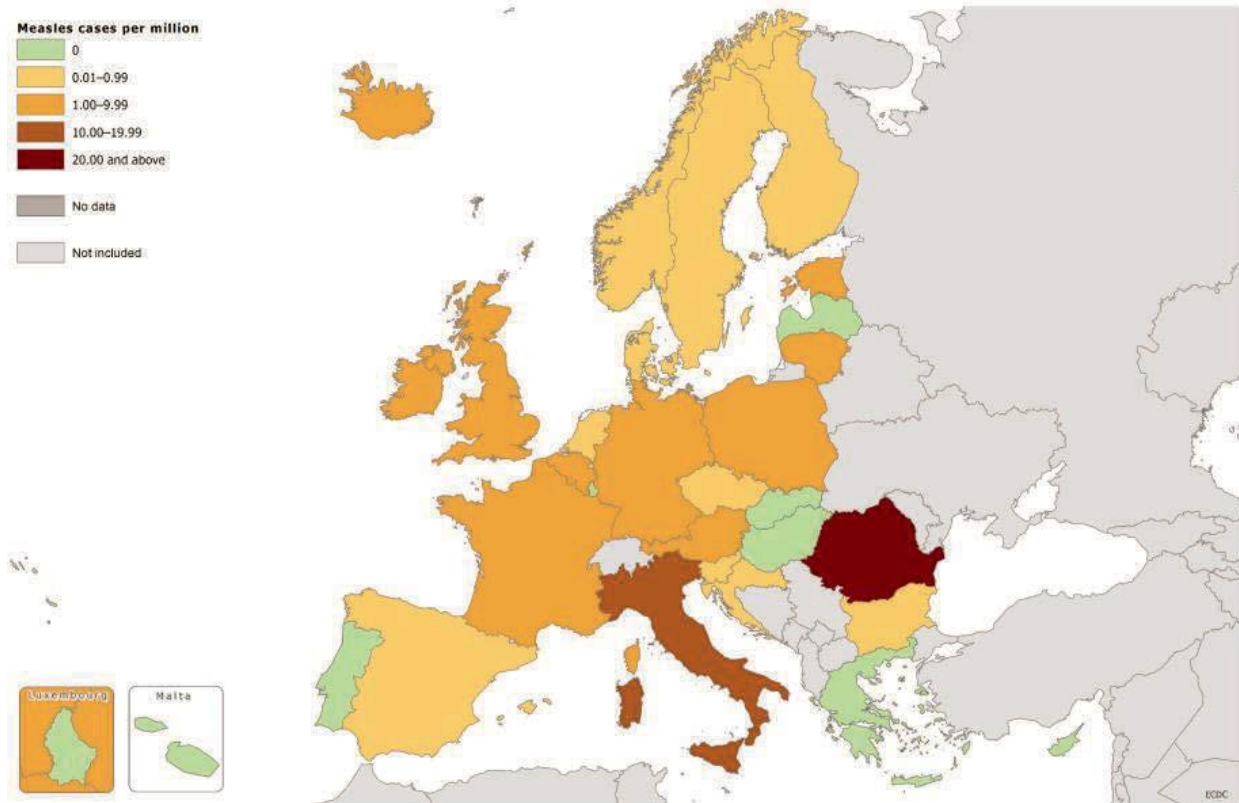 Measles cases per million
0
0.01–0.99
1.00–9.99
10.00–19.99
20.00 and above
No data
Not included
Luxembourg
Malta
ECDC